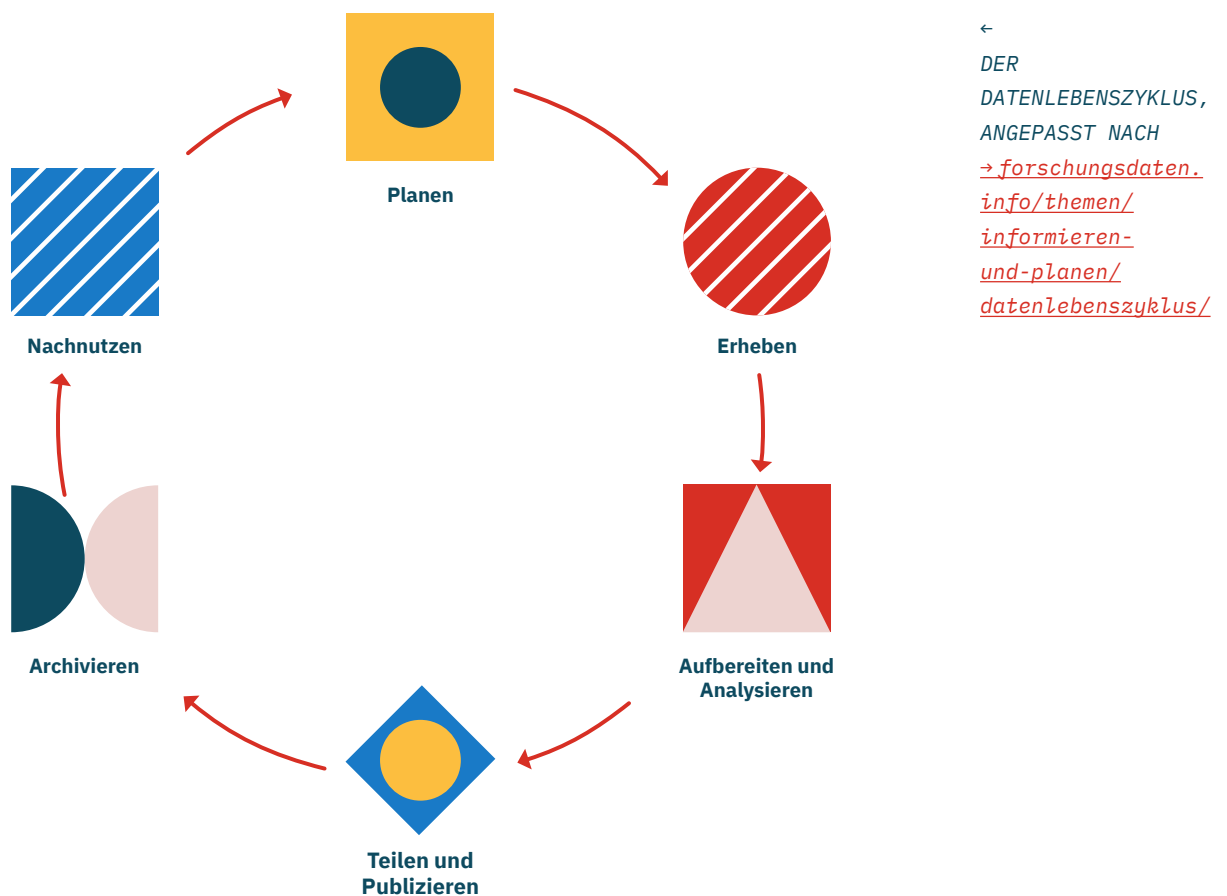 Planen
Erheben
Aufbereiten und
Analysieren
Teilen und
Publizieren
Archivieren
Nachnutzen
←
DER
DATENLEBENSZYKLUS,
ANGEPASST NACH
→ forschungsdaten.
info/themen/
informieren-
und-planen/
datenlebenszyklus/